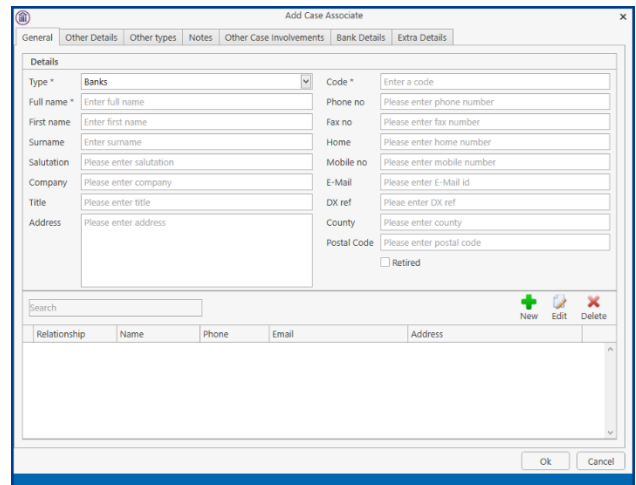 Add Case Associate
x
General Other Details Other types Notes Other Case Involvements Bank Details Extra Details
Details
Type * Banks Code * Enter a code
Full name * Enter full name Phone no Please enter phone number
First name Enter first name Fax no Please enter fax number
Surname Enter surname Home Please enter home number
Salutation Please enter salutation Mobile no Please enter mobile number
Company Please enter company E-Mail Please enter E-Mail id
Title Please enter title DX ref Pleae enter DX ref
Address Please enter address County Please enter county
Postal Code Please enter postal code
Retired
Search New Edit Delete
Relationship Name Phone Email Address
Ok Cancel